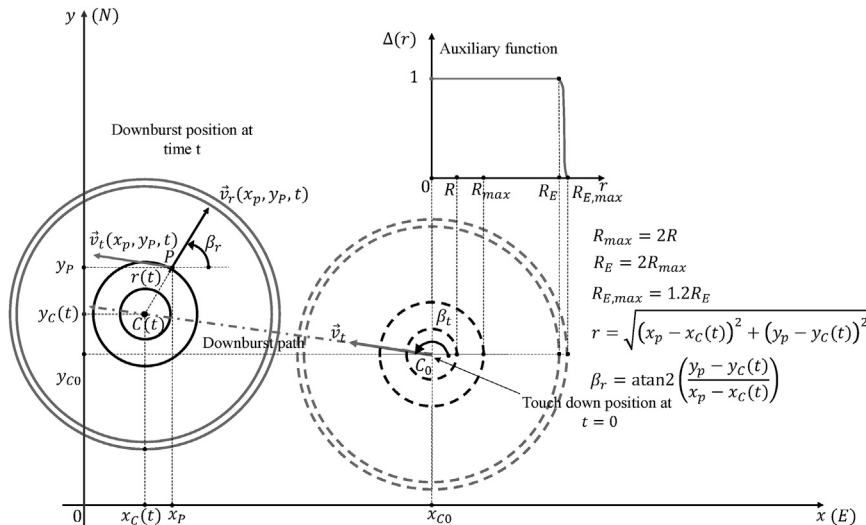 y (N)
Δ(r)
Auxiliary function
1
0
R
R_max
R_E
r
R_E,max
Downburst position at
time t
v⃗_r(x_p, y_P, t)
v⃗_t(x_p, y_P, t)
P
β_r
y_P
r(t)
y_C(t)
C(t)
Downburst path
v⃗_t
β_t
C_0
y_C0
Touch down position at
t = 0
R_max = 2R
R_E = 2R_max
R_E,max = 1.2R_E
r = √((x_p − x_C(t))² + (y_p − y_C(t))²)
β_r = atan2((y_p − y_C(t))/(x_p − x_C(t)))
0
x_C(t)
x_P
x_C0
x (E)